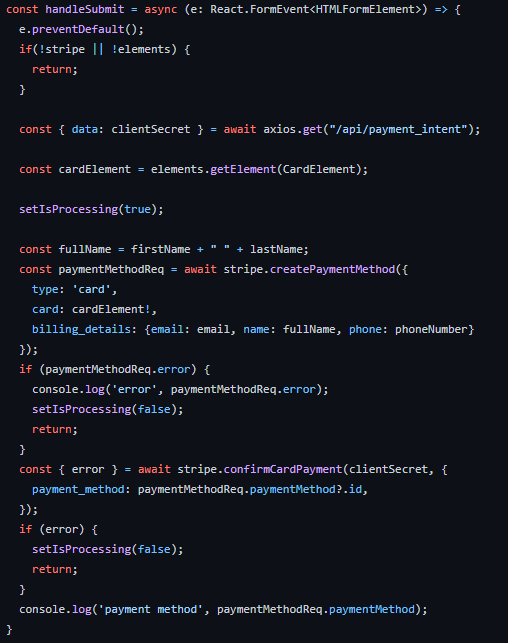 const handleSubmit = async (e: React.FormEvent<HTMLFormElement>) => {
  e.preventDefault();
  if(!stripe || !elements) {
    return;
  }

  const { data: clientSecret } = await axios.get("/api/payment_intent");

  const cardElement = elements.getElement(CardElement);

  setIsProcessing(true);

  const fullName = firstName + " " + lastName;
  const paymentMethodReq = await stripe.createPaymentMethod({
    type: 'card',
    card: cardElement!,
    billing_details: {email: email, name: fullName, phone: phoneNumber}
  });
  if (paymentMethodReq.error) {
    console.log('error', paymentMethodReq.error);
    setIsProcessing(false);
    return;
  }
  const { error } = await stripe.confirmCardPayment(clientSecret, {
    payment_method: paymentMethodReq.paymentMethod?.id,
  });
  if (error) {
    setIsProcessing(false);
    return;
  }
  console.log('payment method', paymentMethodReq.paymentMethod);
}